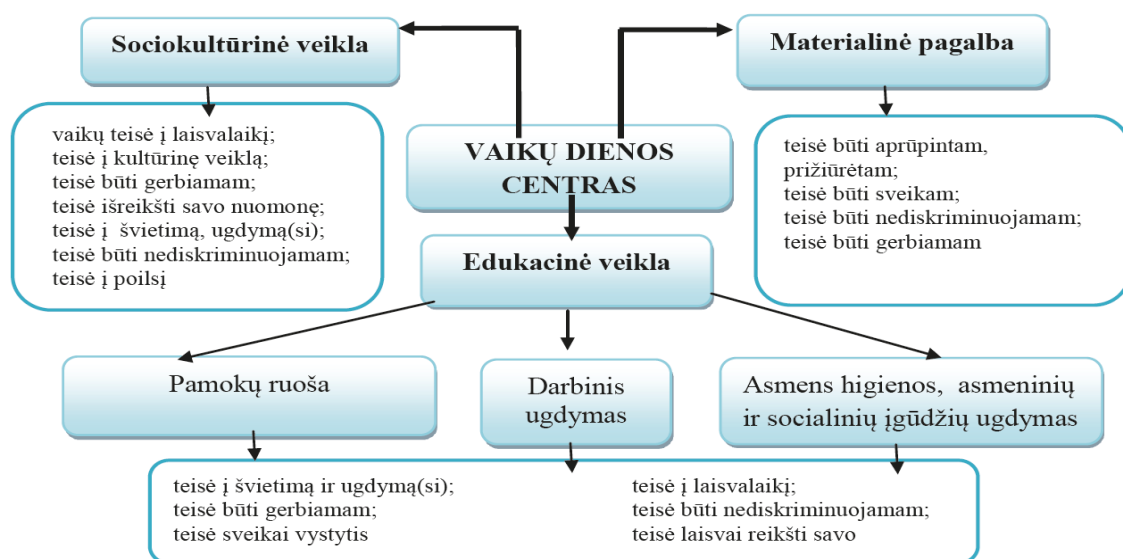 Sociokultūrinė veikla
Materialinė pagalba
vaikų teisė į laisvalaikį;
teisė į kultūrinę veiklą;
teisė būti gerbiamam;
teisė išreikšti savo nuomonę;
teisė į švietimą, ugdymą(si);
teisė būti nediskriminuojamam;
teisė į poilsį
VAIKŲ DIENOS
CENTRAS
teisė būti aprūpintam,
prižiūrėtam;
teisė būti sveikam;
teisė būti nediskriminuojamam;
teisė būti gerbiamam
Edukacinė veikla
Pamokų ruoša
Darbinis
ugdymas
Asmens higienos, asmeninių
ir socialinių įgūdžių ugdymas
teisė į švietimą ir ugdymą(si);
teisė būti gerbiamam;
teisė sveikai vystytis
teisė į laisvalaikį;
teisė būti nediskriminuojamam;
teisė laisvai reikšti savo